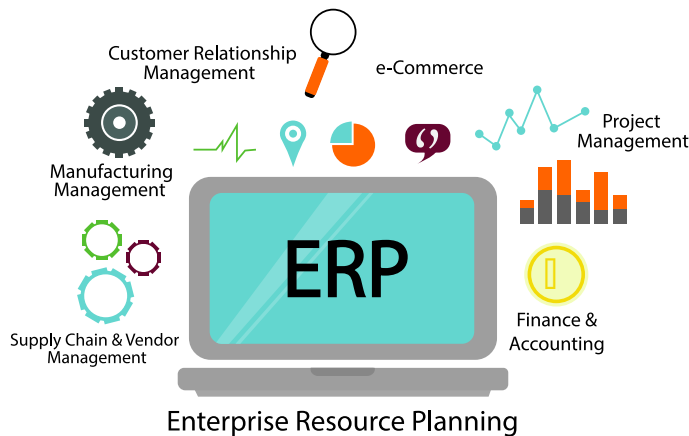 Customer Relationship
Management
e-Commerce
Project
Management
Manufacturing
Management
ERP
Finance &
Accounting
Supply Chain & Vendor
Management
Enterprise Resource Planning